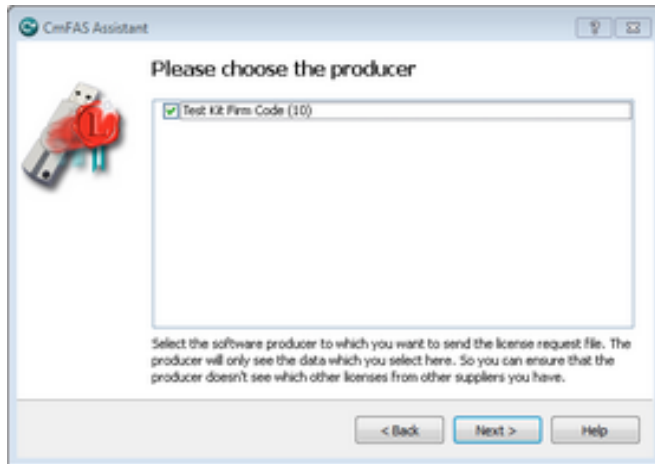 CmFAS Assistant
Please choose the producer
Test Kit Firm Code (10)
Select the software producer to which you want to send the license request file. The
producer will only see the data which you select here. So you can ensure that the
producer doesn't see which other licenses from other suppliers you have.
< Back
Next >
Help